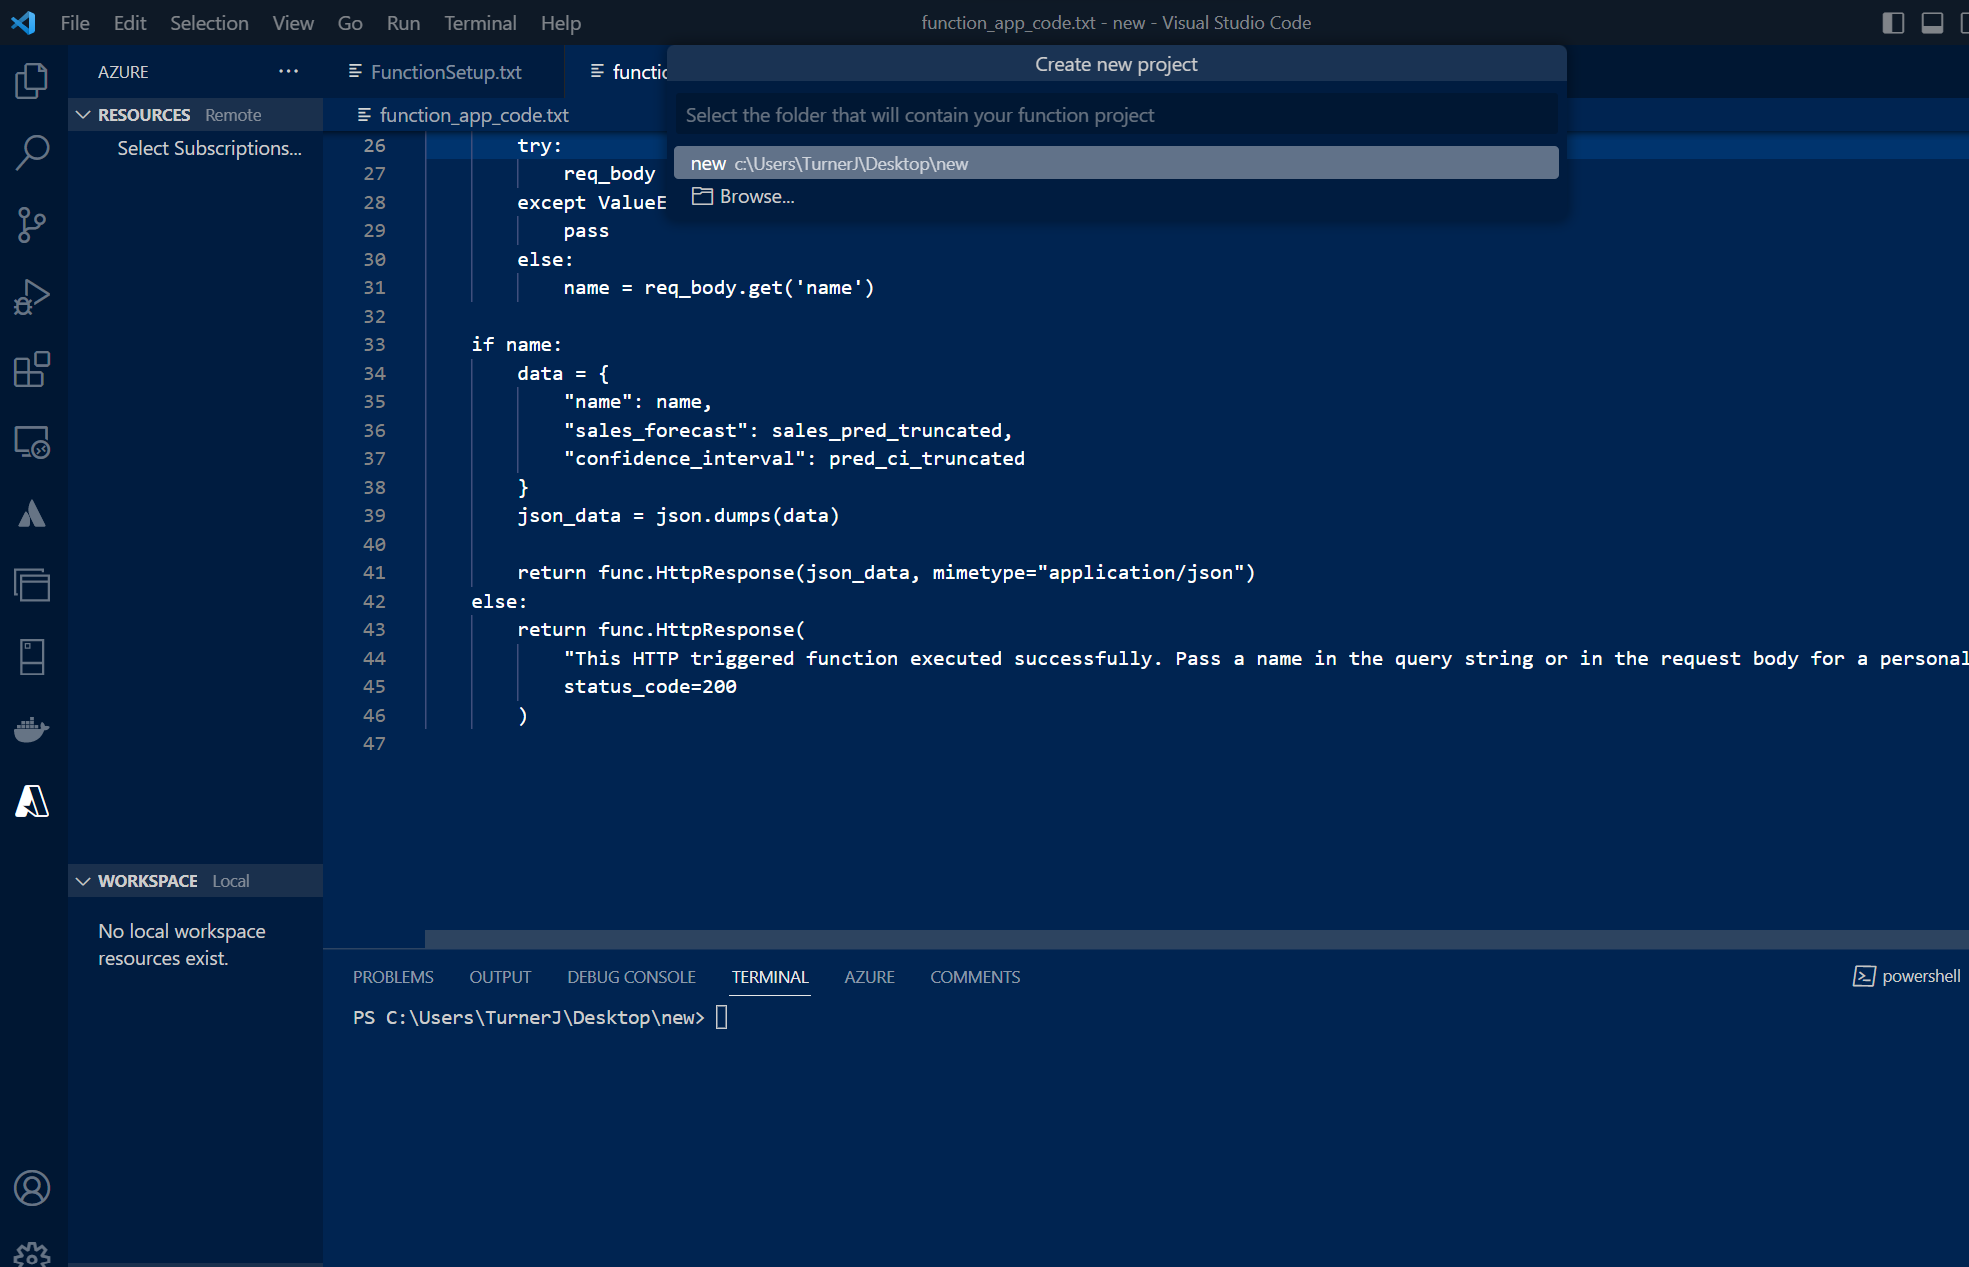 File Edit Selection View Go Run Terminal Help
function_app_code.txt - new - Visual Studio Code
AZURE
RESOURCES Remote
Select Subscriptions...
WORKSPACE Local
No local workspace
resources exist.
FunctionSetup.txt
functio
Create new project
Select the folder that will contain your function project
new c:\Users\TurnerJ\Desktop\new
Browse...
function_app_code.txt
26 try:
27 req_body
28 except ValueE
29 pass
30 else:
31 name = req_body.get('name')
32
33 if name:
34 data = {
35 "name": name,
36 "sales_forecast": sales_pred_truncated,
37 "confidence_interval": pred_ci_truncated
38 }
39 json_data = json.dumps(data)
40
41 return func.HttpResponse(json_data, mimetype="application/json")
42 else:
43 return func.HttpResponse(
44 "This HTTP triggered function executed successfully. Pass a name in the query string or in the request body for a personal
45 status_code=200
46 )
47
PROBLEMS OUTPUT DEBUG CONSOLE TERMINAL AZURE COMMENTS
powershell
PS C:\Users\TurnerJ\Desktop\new>